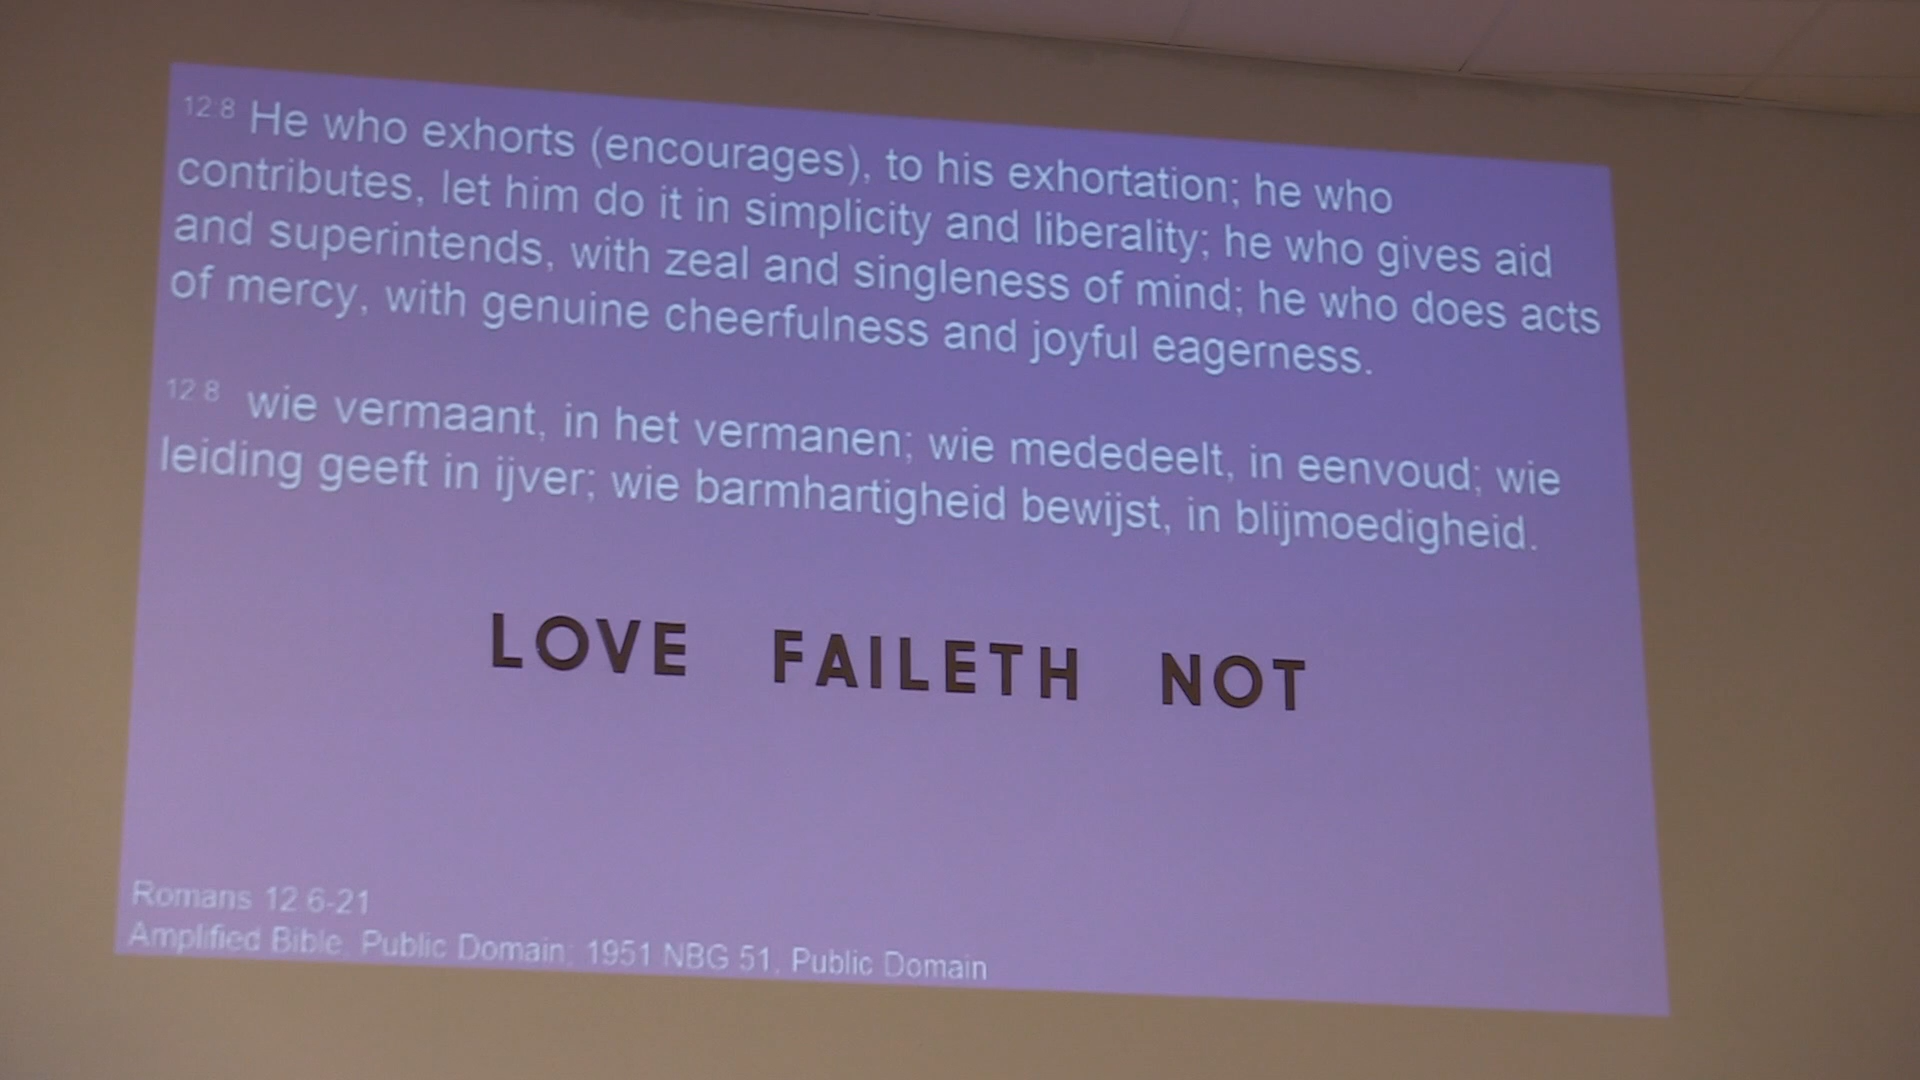 12:8 He who exhorts (encourages), to his exhortation; he who
contributes, let him do it in simplicity and liberality; he who gives aid
and superintends, with zeal and singleness of mind; he who does acts
of mercy, with genuine cheerfulness and joyful eagerness.
12:8 wie vermaant, in het vermanen; wie mededeelt, in eenvoud; wie
leiding geeft in ijver; wie barmhartigheid bewijst, in blijmoedigheid.
LOVE FAILETH NOT
Romans 12:6-21
Amplified Bible, Public Domain; 1951 NBG 51, Public Domain